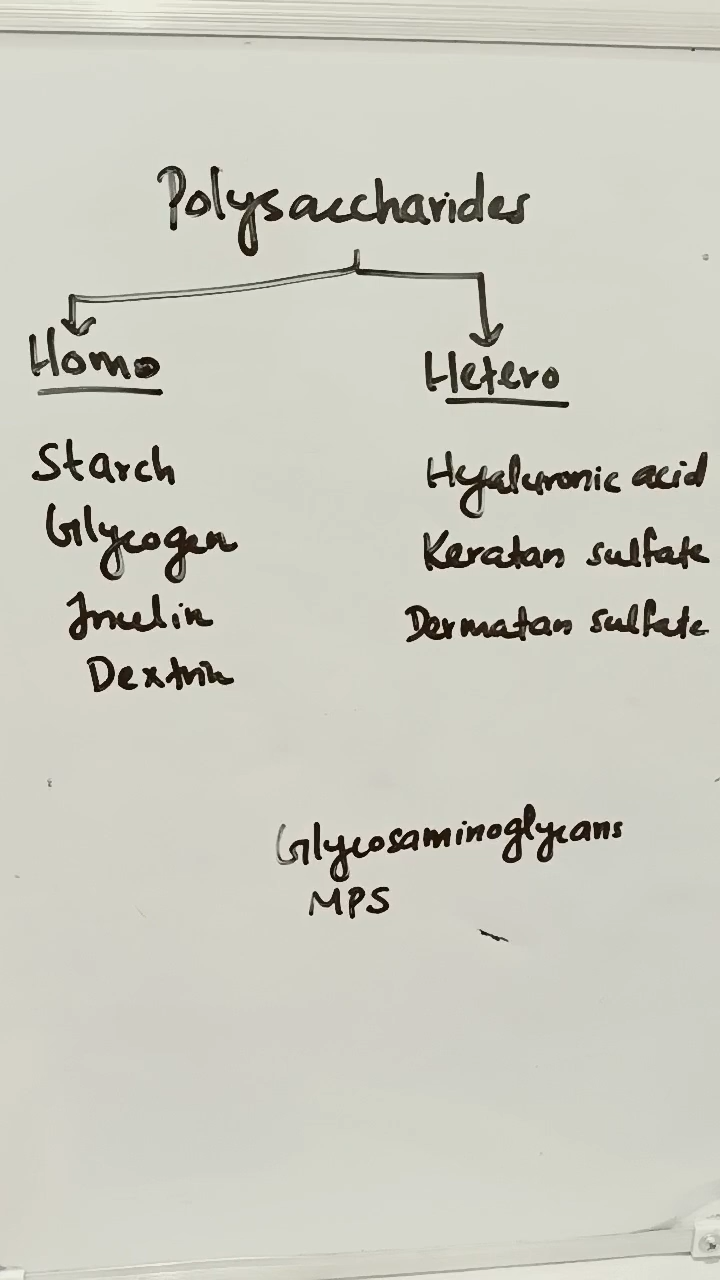 Polysaccharides
Homo
Starch
Glycogen
Inulin
Dextrin
Hetero
Hyaluronic acid
Keratan sulfate
Dermatan sulfate
Glycosaminoglycans
MPS